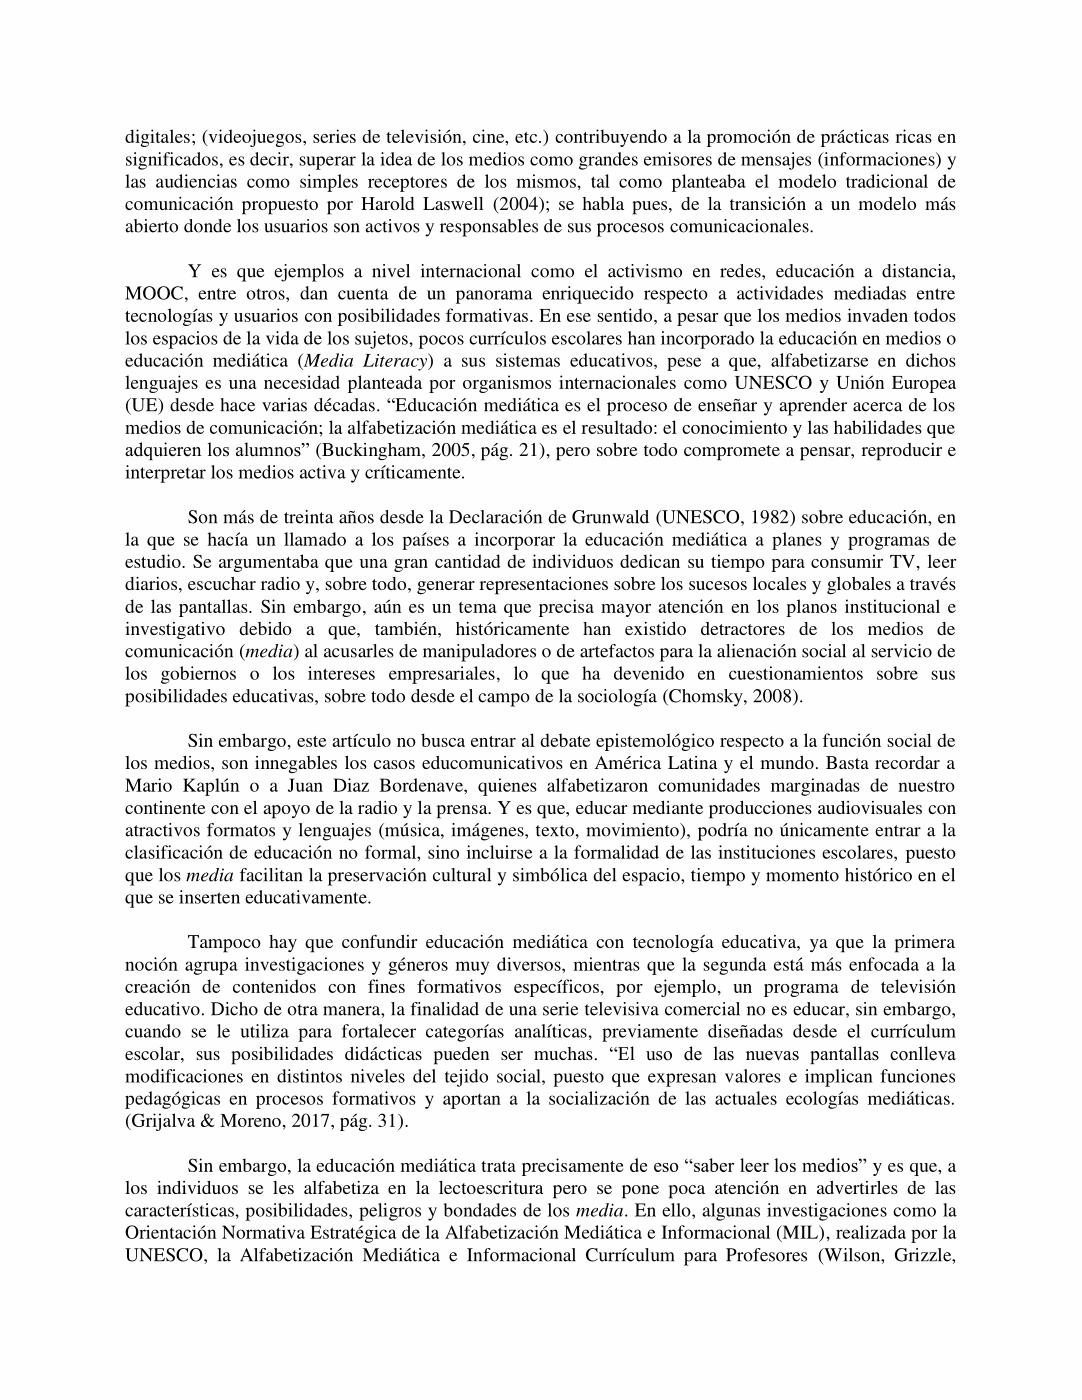 digitales; (videojuegos, series de televisión, cine, etc.) contribuyendo a la promoción de prácticas ricas en
significados, es decir, superar la idea de los medios como grandes emisores de mensajes (informaciones) y
las audiencias como simples receptores de los mismos, tal como planteaba el modelo tradicional de
comunicación propuesto por Harold Laswell (2004); se habla pues, de la transición a un modelo más
abierto donde los usuarios son activos y responsables de sus procesos comunicacionales.
Y es que ejemplos a nivel internacional como el activismo en redes, educación a distancia,
MOOC, entre otros, dan cuenta de un panorama enriquecido respecto a actividades mediadas entre
tecnologías y usuarios con posibilidades formativas. En ese sentido, a pesar que los medios invaden todos
los espacios de la vida de los sujetos, pocos currículos escolares han incorporado la educación en medios o
educación mediática (Media Literacy) a sus sistemas educativos, pese a que, alfabetizarse en dichos
lenguajes es una necesidad planteada por organismos internacionales como UNESCO y Unión Europea
(UE) desde hace varias décadas. “Educación mediática es el proceso de enseñar y aprender acerca de los
medios de comunicación; la alfabetización mediática es el resultado: el conocimiento y las habilidades que
adquieren los alumnos” (Buckingham, 2005, pág. 21), pero sobre todo compromete a pensar, reproducir e
interpretar los medios activa y críticamente.
Son más de treinta años desde la Declaración de Grunwald (UNESCO, 1982) sobre educación, en
la que se hacía un llamado a los países a incorporar la educación mediática a planes y programas de
estudio. Se argumentaba que una gran cantidad de individuos dedican su tiempo para consumir TV, leer
diarios, escuchar radio y, sobre todo, generar representaciones sobre los sucesos locales y globales a través
de las pantallas. Sin embargo, aún es un tema que precisa mayor atención en los planos institucional e
investigativo debido a que, también, históricamente han existido detractores de los medios de
comunicación (media) al acusarles de manipuladores o de artefactos para la alienación social al servicio de
los gobiernos o los intereses empresariales, lo que ha devenido en cuestionamientos sobre sus
posibilidades educativas, sobre todo desde el campo de la sociología (Chomsky, 2008).
Sin embargo, este artículo no busca entrar al debate epistemológico respecto a la función social de
los medios, son innegables los casos educomunicativos en América Latina y el mundo. Basta recordar a
Mario Kaplún o a Juan Diaz Bordenave, quienes alfabetizaron comunidades marginadas de nuestro
continente con el apoyo de la radio y la prensa. Y es que, educar mediante producciones audiovisuales con
atractivos formatos y lenguajes (música, imágenes, texto, movimiento), podría no únicamente entrar a la
clasificación de educación no formal, sino incluirse a la formalidad de las instituciones escolares, puesto
que los media facilitan la preservación cultural y simbólica del espacio, tiempo y momento histórico en el
que se inserten educativamente.
Tampoco hay que confundir educación mediática con tecnología educativa, ya que la primera
noción agrupa investigaciones y géneros muy diversos, mientras que la segunda está más enfocada a la
creación de contenidos con fines formativos específicos, por ejemplo, un programa de televisión
educativo. Dicho de otra manera, la finalidad de una serie televisiva comercial no es educar, sin embargo,
cuando se le utiliza para fortalecer categorías analíticas, previamente diseñadas desde el currículum
escolar, sus posibilidades didácticas pueden ser muchas. “El uso de las nuevas pantallas conlleva
modificaciones en distintos niveles del tejido social, puesto que expresan valores e implican funciones
pedagógicas en procesos formativos y aportan a la socialización de las actuales ecologías mediáticas.
(Grijalva & Moreno, 2017, pág. 31).
Sin embargo, la educación mediática trata precisamente de eso “saber leer los medios” y es que, a
los individuos se les alfabetiza en la lectoescritura pero se pone poca atención en advertirles de las
características, posibilidades, peligros y bondades de los media. En ello, algunas investigaciones como la
Orientación Normativa Estratégica de la Alfabetización Mediática e Informacional (MIL), realizada por la
UNESCO, la Alfabetización Mediática e Informacional Currículum para Profesores (Wilson, Grizzle,